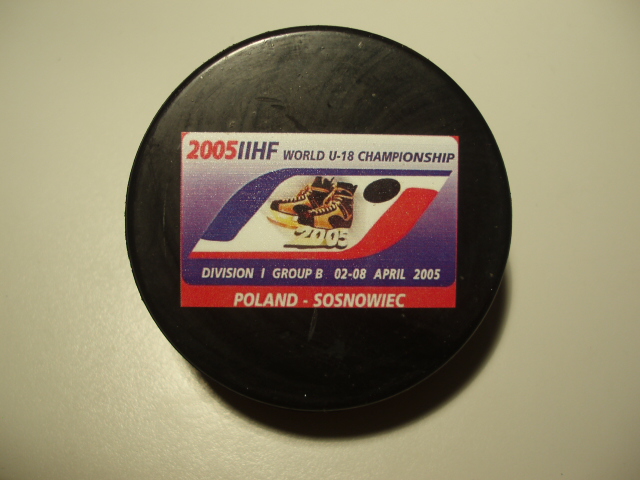 2005IIHF WORLD U-18 CHAMPIONSHIP
2005
DIVISION I GROUP B 02-08 APRIL 2005
POLAND - SOSNOWIEC